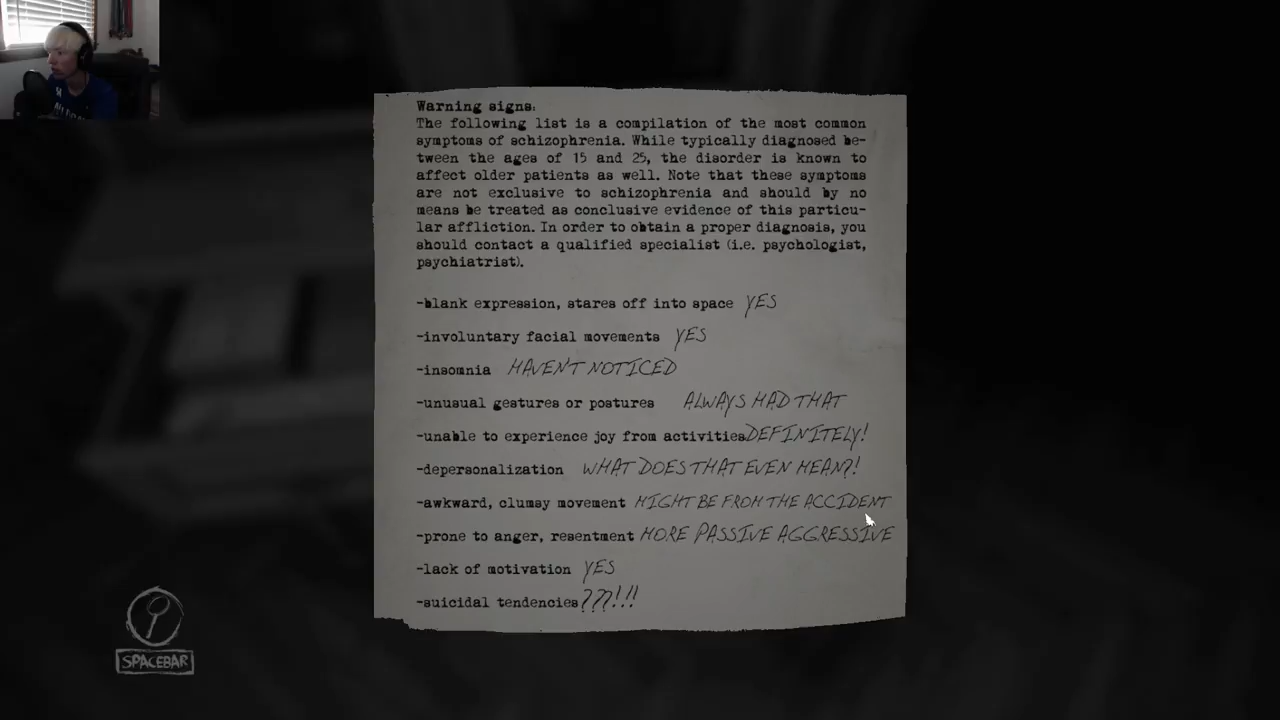 Warning signs:
The following list is a compilation of the most common
symptoms of schizophrenia. While typically diagnosed be-
tween the ages of 15 and 25, the disorder is known to
affect older patients as well. Note that these symptoms
are not exclusive to schizophrenia and should by no
means be treated as conclusive evidence of this particu-
lar affliction. In order to obtain a proper diagnosis, you
should contact a qualified specialist (i.e. psychologist,
psychiatrist).
-blank expression, stares off into space YES
-involuntary facial movements YES
-insomnia HAVEN'T NOTICED
-unusual gestures or postures ALWAYS HAD THAT
-unable to experience joy from activities DEFINITELY!
-depersonalization WHAT DOES THAT EVEN MEAN?!
-awkward, clumsy movement MIGHT BE FROM THE ACCIDENT
-prone to anger, resentment MORE PASSIVE AGGRESSIVE
-lack of motivation YES
-suicidal tendencies???!!!
SPACEBAR